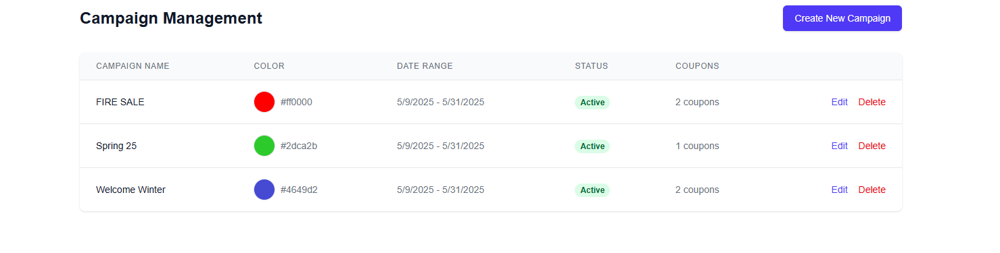 Campaign Management Create New Campaign
CAMPAIGN NAME COLOR DATE RANGE STATUS COUPONS
FIRE SALE #ff0000 5/9/2025 - 5/31/2025 Active 2 coupons Edit Delete
Spring 25 #2dca2b 5/9/2025 - 5/31/2025 Active 1 coupons Edit Delete
Welcome Winter #4649d2 5/9/2025 - 5/31/2025 Active 2 coupons Edit Delete